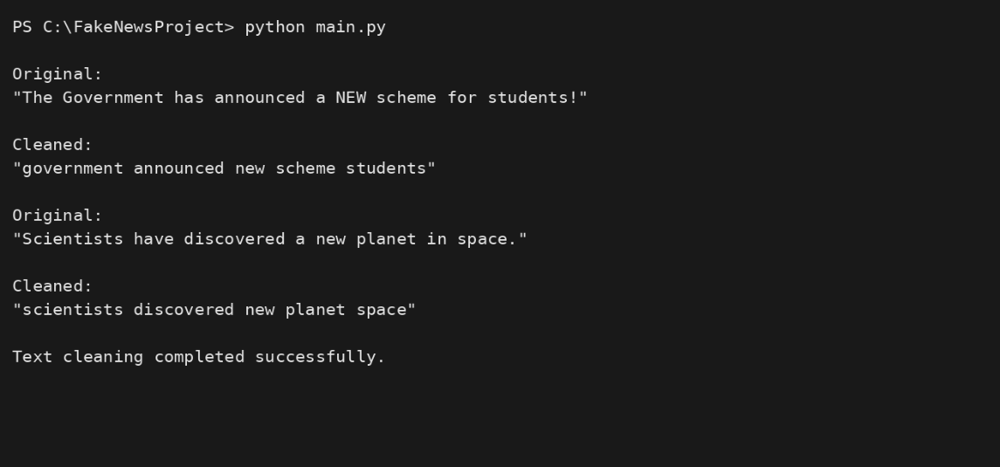 PS C:\FakeNewsProject> python main.py
Original:
"The Government has announced a NEW scheme for students!"
Cleaned:
"government announced new scheme students"
Original:
"Scientists have discovered a new planet in space."
Cleaned:
"scientists discovered new planet space"
Text cleaning completed successfully.